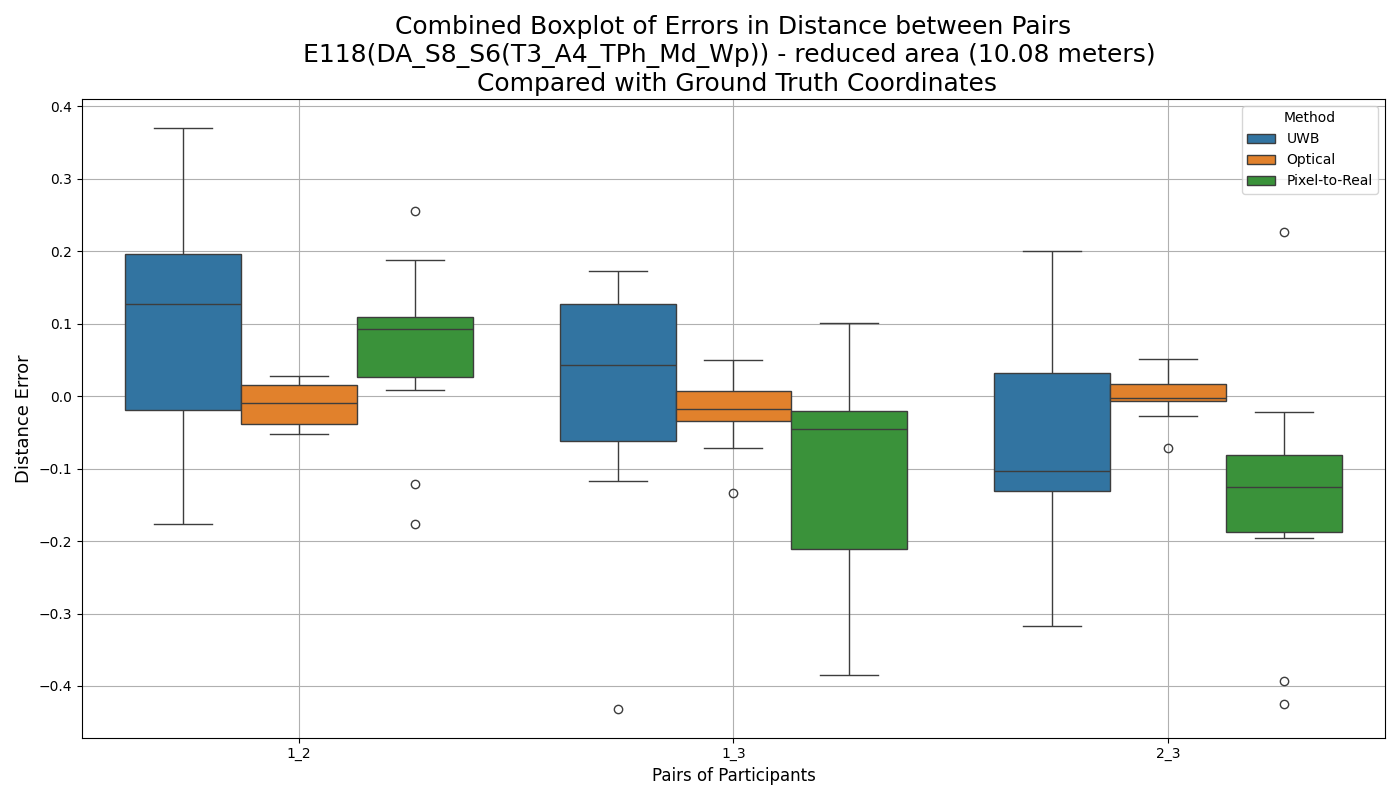 Combined Boxplot of Errors in Distance between Pairs
E118(DA_S8_S6(T3_A4_TPh_Md_Wp)) - reduced area (10.08 meters)
Compared with Ground Truth Coordinates
Method
UWB
Optical
Pixel-to-Real
Distance Error
0.4
0.3
0.2
0.1
0.0
−0.1
−0.2
−0.3
−0.4
1_2
1_3
2_3
Pairs of Participants